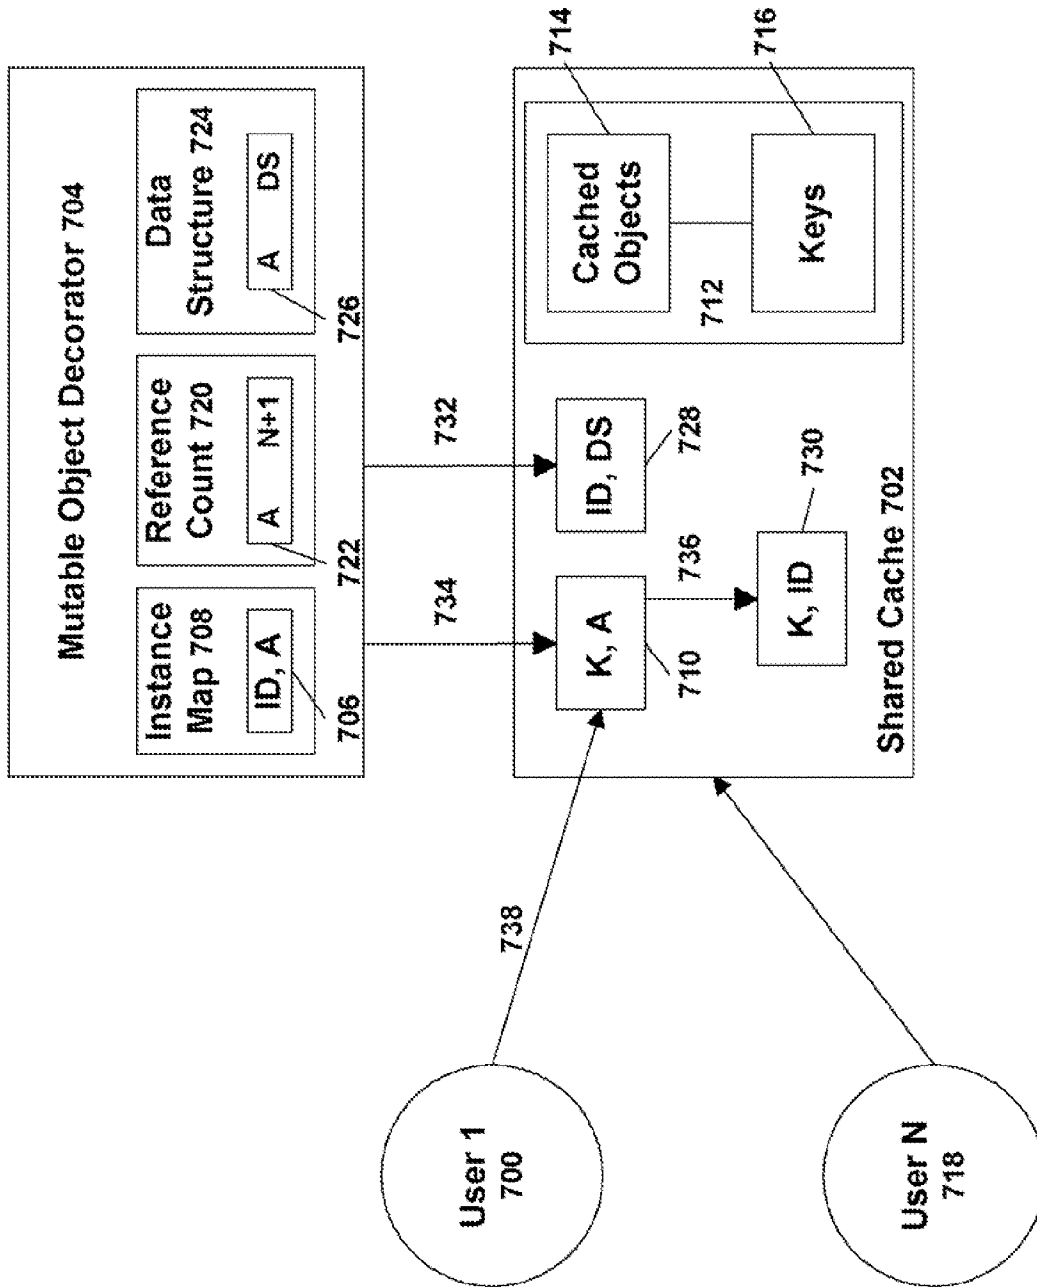 Mutable Object Decorator 704
Instance
Map 708
ID, A
706
Reference
Count 720
A N+1
722
Data
Structure 724
A DS
726
734
732
User 1
700
738
User N
718
K, A
710
736
K, ID
730
ID, DS
728
Cached
Objects
714
712
Keys
716
Shared Cache 702